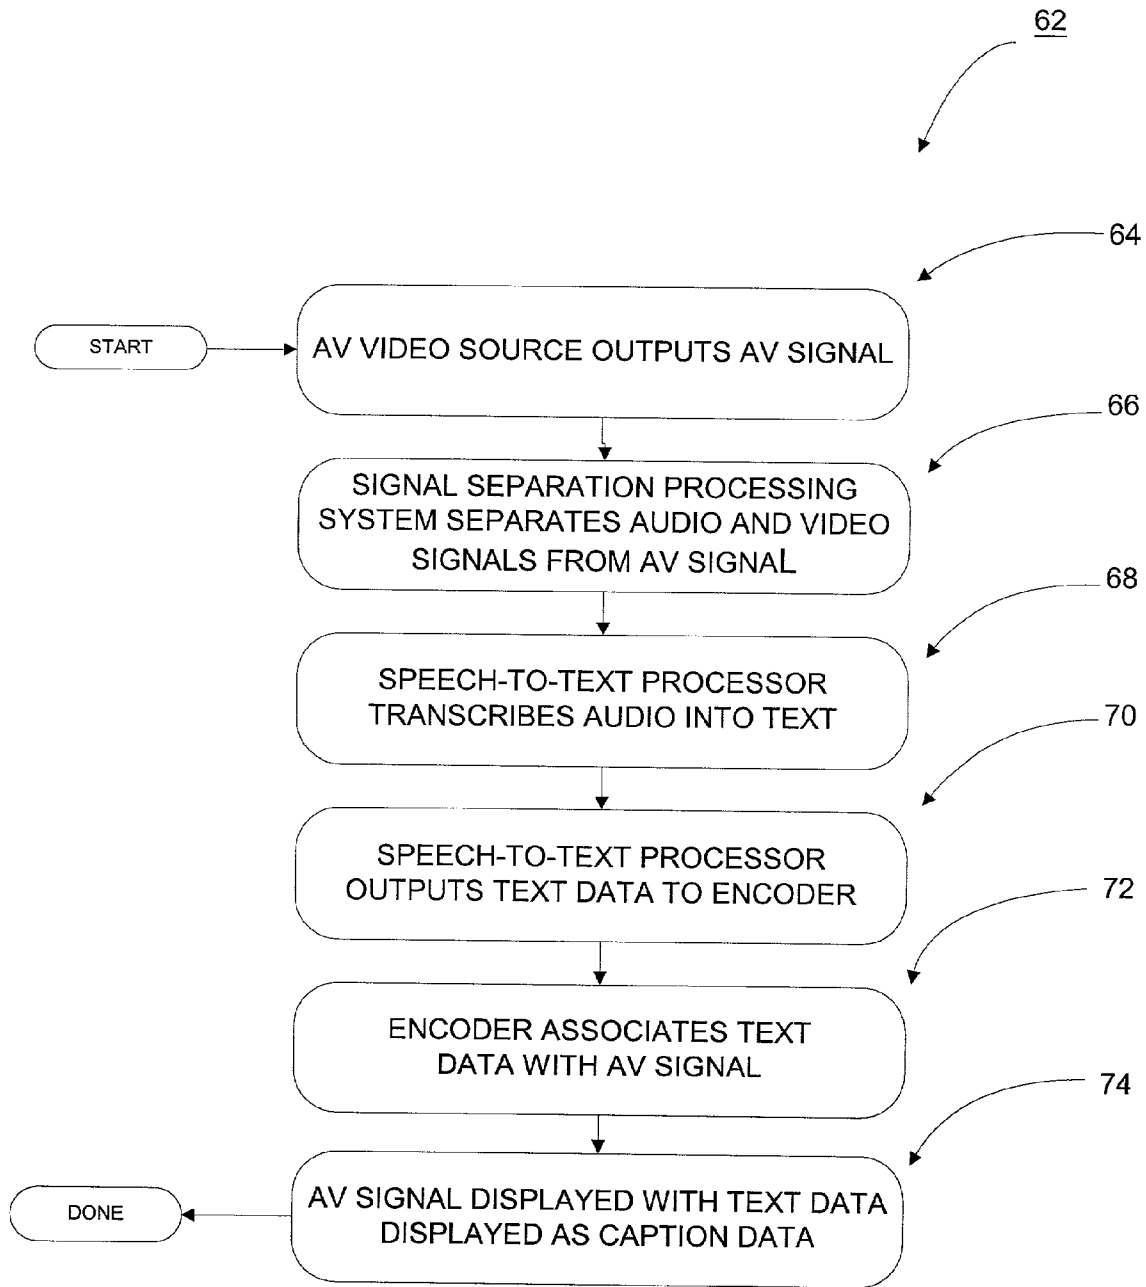 62
64
START
AV VIDEO SOURCE OUTPUTS AV SIGNAL
66
SIGNAL SEPARATION PROCESSING
SYSTEM SEPARATES AUDIO AND VIDEO
SIGNALS FROM AV SIGNAL
68
SPEECH-TO-TEXT PROCESSOR
TRANSCRIBES AUDIO INTO TEXT
70
SPEECH-TO-TEXT PROCESSOR
OUTPUTS TEXT DATA TO ENCODER
72
ENCODER ASSOCIATES TEXT
DATA WITH AV SIGNAL
74
AV SIGNAL DISPLAYED WITH TEXT DATA
DISPLAYED AS CAPTION DATA
DONE